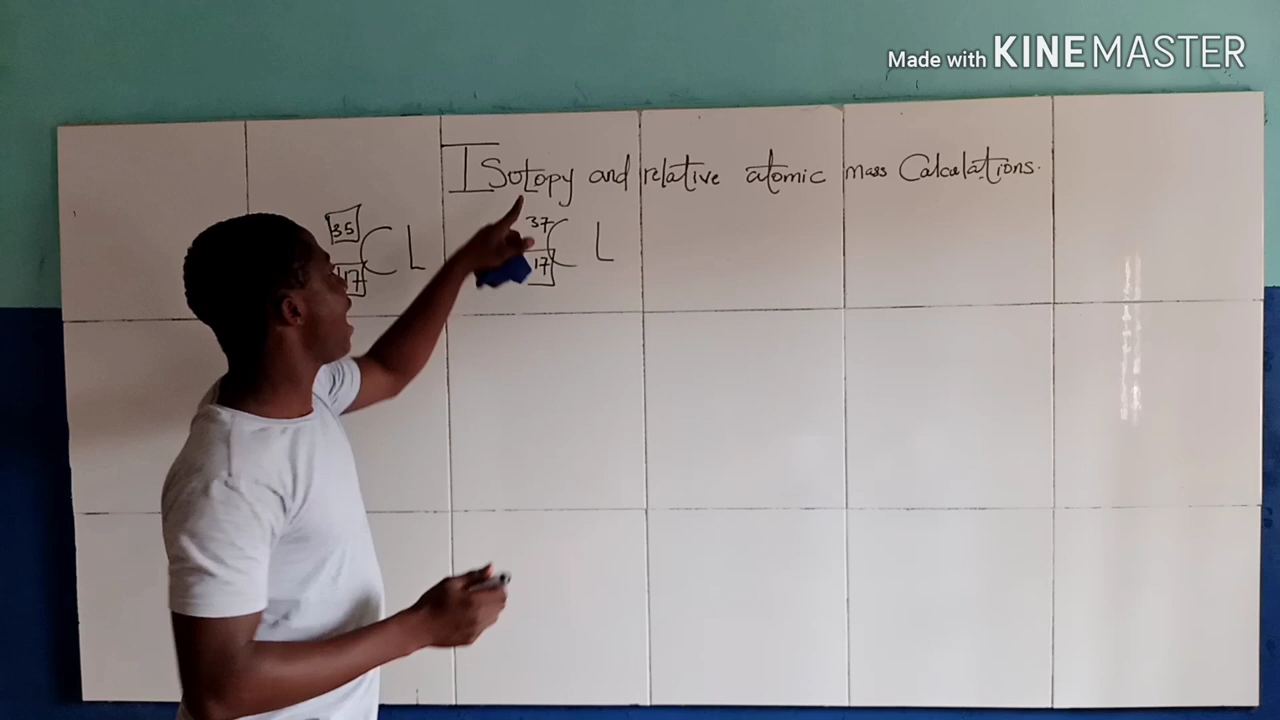 Made with KINEMASTER
Isotopy and relative atomic mass Calculations.
35 37
CL CL
17 17